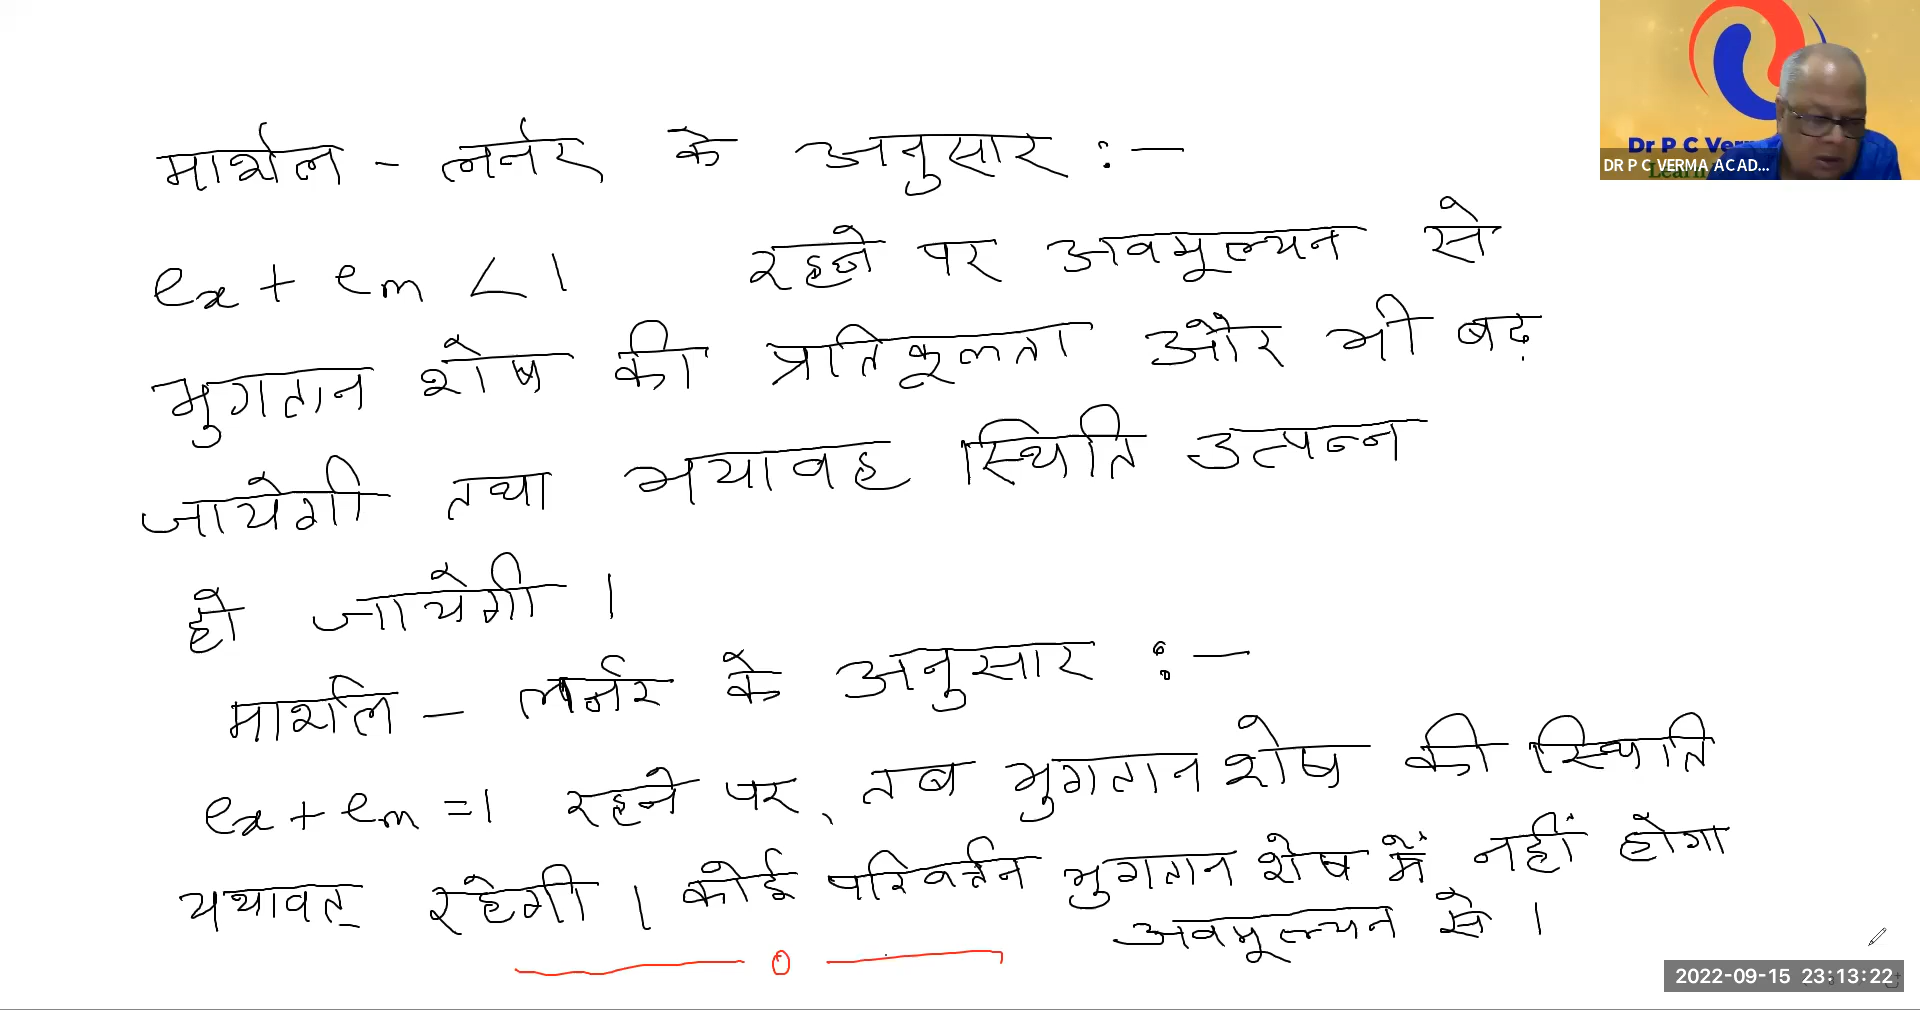 Dr P C Ver
DR P C VERMA ACAD...
Learn
मार्शल - लर्नर के अनुसार :-
ex + em < 1 रहने पर अवमूल्यन से
भुगतान शेष की प्रतिकूलता और भी बढ़
जायेगी तथा भयावह स्थिति उत्पन्न
हो जायेगी ।
मार्शल - लर्नर के अनुसार :-
ex + em = 1 रहने पर, तब भुगतान शेष की स्थिति
यथावत् रहेगी । कोई परिवर्तन भुगतान शेष में नहीं होगा
अवमूल्यन से ।
2022-09-15 23:13:22